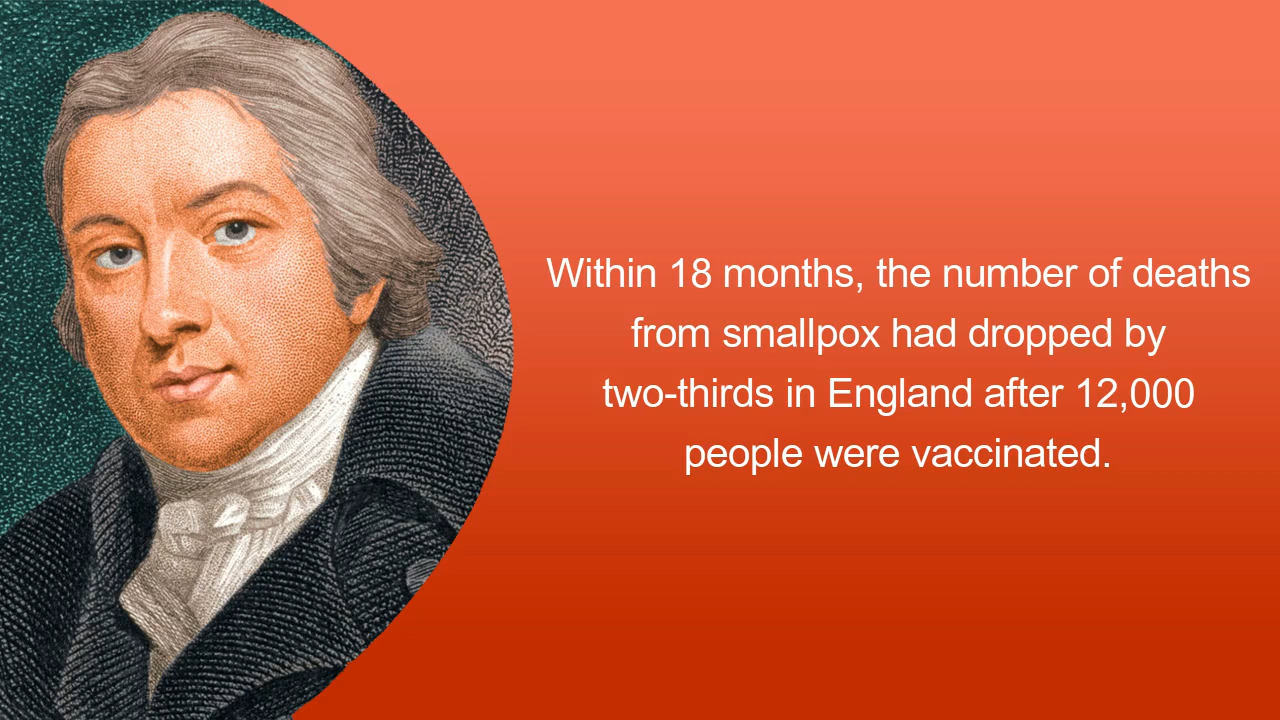 Within 18 months, the number of deaths
from smallpox had dropped by
two-thirds in England after 12,000
people were vaccinated.